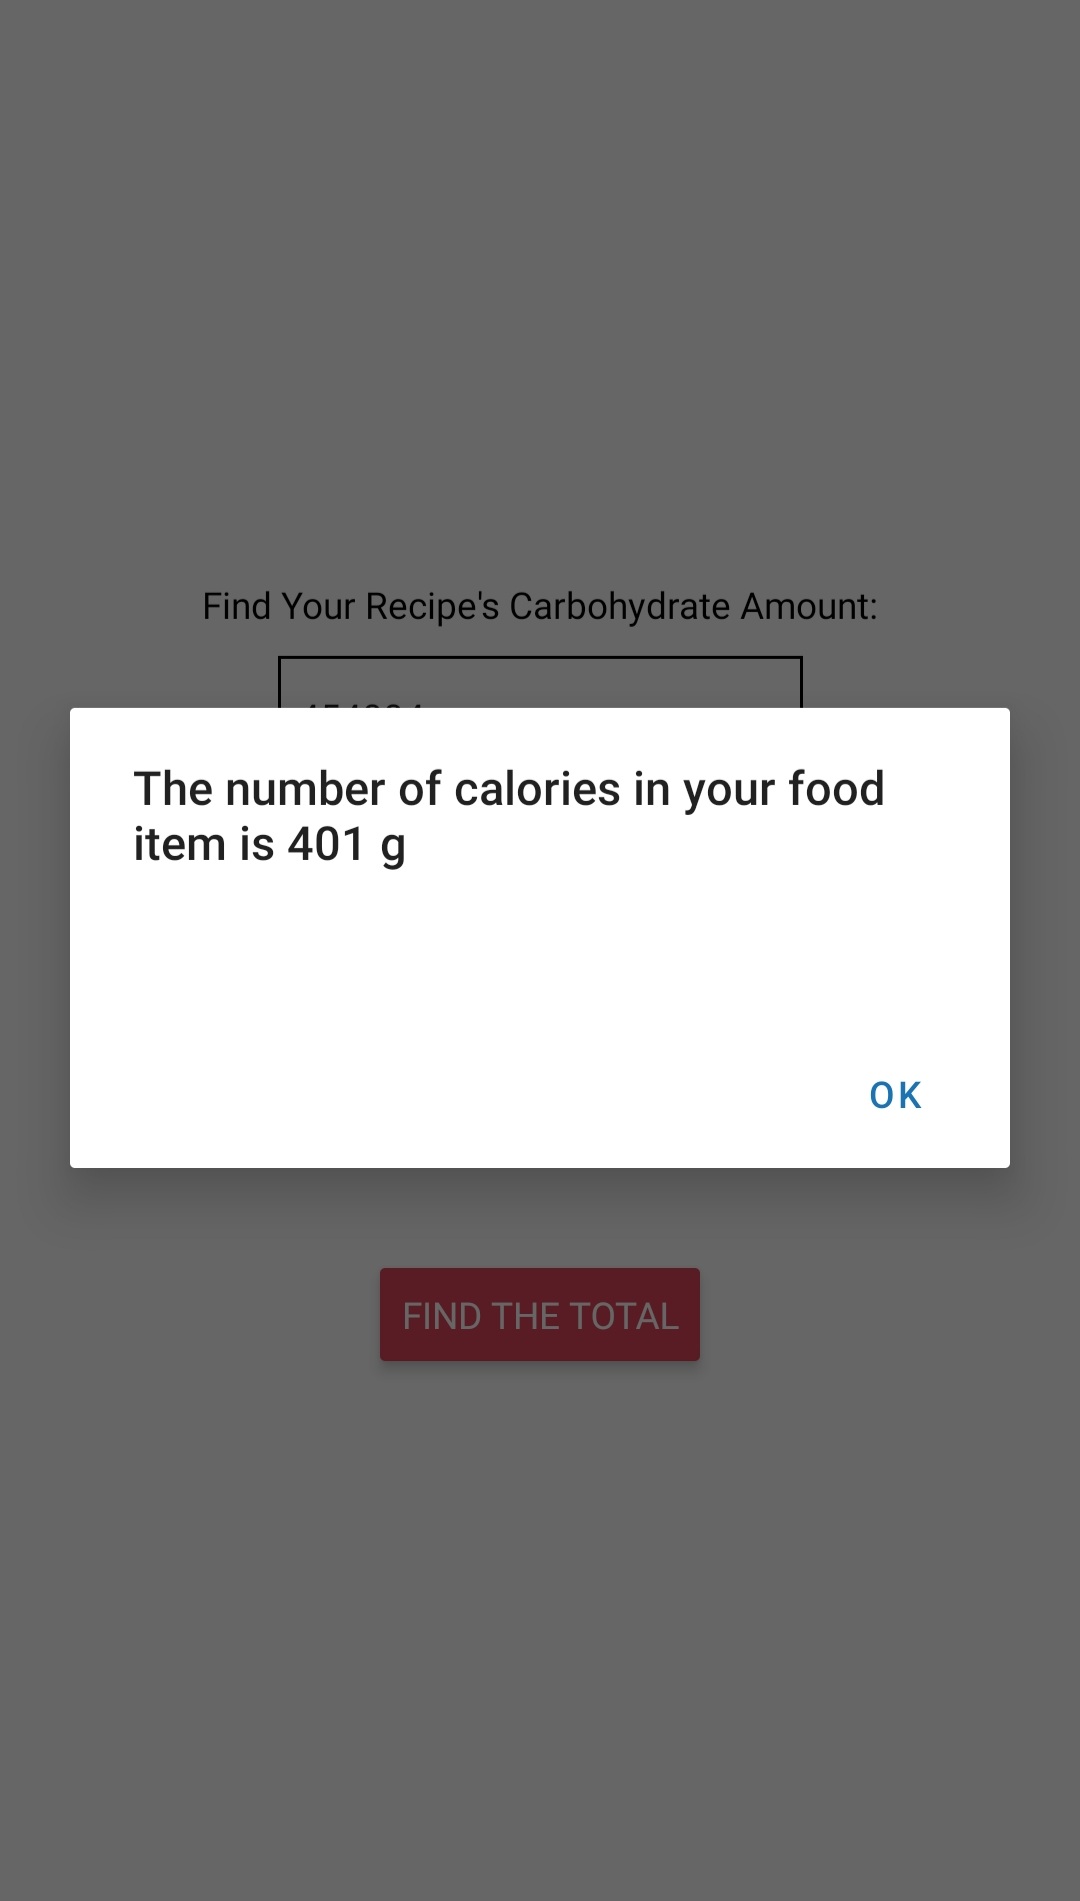 Find Your Recipe's Carbohydrate Amount:
The number of calories in your food
item is 401 g
OK
FIND THE TOTAL